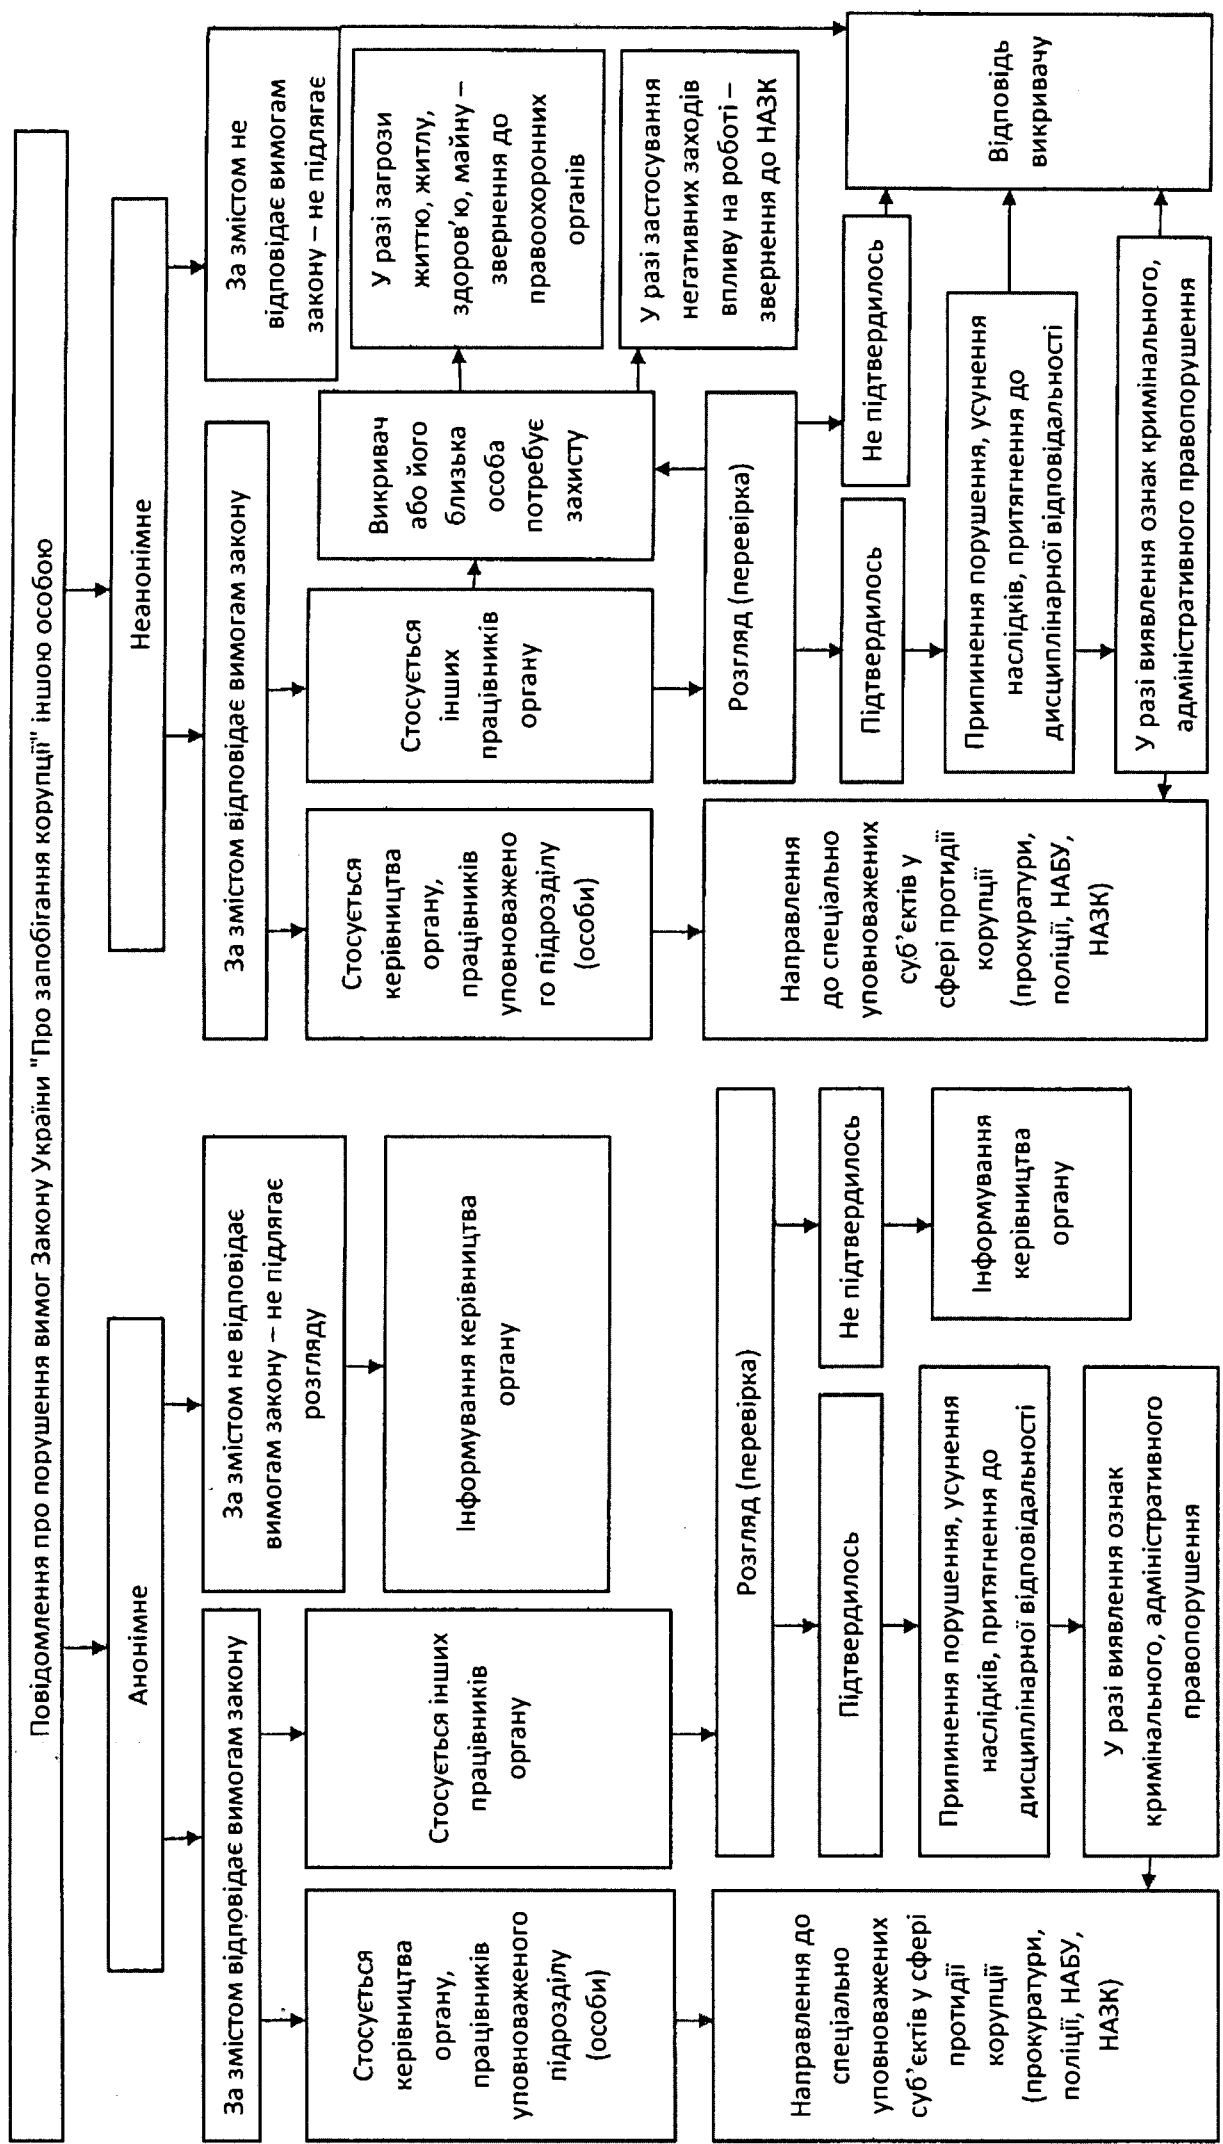 Повідомлення про порушення вимог Закону України "Про запобігання корупції" іншою особою
Анонімне
Неанонімне
За змістом відповідає вимогам закону
За змістом не відповідає
вимогам закону – не підлягає
розгляду
За змістом відповідає вимогам закону
За змістом не
відповідає вимогам
закону – не підлягає
Стосується
керівництва
органу,
працівників
уповноваженого
підрозділу
(особи)
Стосується інших
працівників
органу
Інформування керівництва
органу
Стосується
керівництва
органу,
працівників
уповноважено
го підрозділу
(особи)
Стосується
інших
працівників
органу
Викривач
або його
близька
особа
потребує
захисту
У разі загрози
життю, житлу,
здоров'ю, майну –
звернення до
правоохоронних
органів
У разі застосування
негативних заходів
впливу на роботі –
звернення до НАЗК
Направлення до
спеціально
уповноважених
суб'єктів у сфері
протидії
корупції
(прокуратури,
поліції, НАБУ,
НАЗК)
Розгляд (перевірка)
Підтвердилось
Не підтвердилось
Припинення порушення, усунення
наслідків, притягнення до
дисциплінарної відповідальності
Інформування
керівництва
органу
У разі виявлення ознак
кримінального, адміністративного
правопорушення
Направлення
до спеціально
уповноважених
суб'єктів у
сфері протидії
корупції
(прокуратури,
поліції, НАБУ,
НАЗК)
Розгляд (перевірка)
Підтвердилось
Не підтвердилось
Припинення порушення, усунення
наслідків, притягнення до
дисциплінарної відповідальності
У разі виявлення ознак кримінального,
адміністративного правопорушення
Відповідь
викривачу